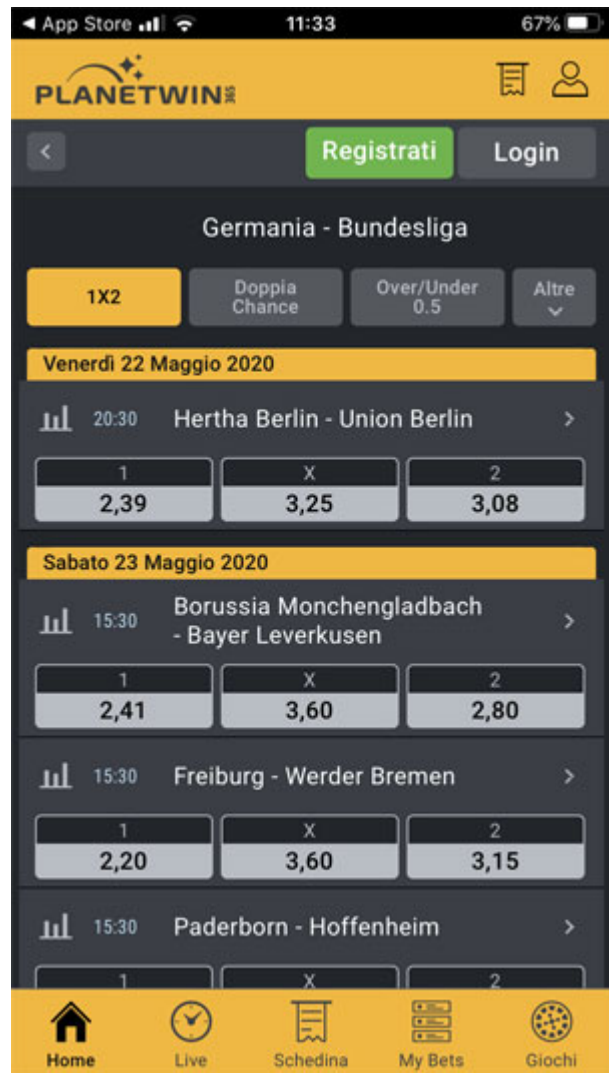 App Store 11:33 67%
PLANETWIN365
Registrati Login
Germania - Bundesliga
1X2 Doppia Chance Over/Under 0.5 Altre
Venerdì 22 Maggio 2020
20:30 Hertha Berlin - Union Berlin
1 X 2
2,39 3,25 3,08
Sabato 23 Maggio 2020
15:30 Borussia Monchengladbach
- Bayer Leverkusen
1 X 2
2,41 3,60 2,80
15:30 Freiburg - Werder Bremen
1 X 2
2,20 3,60 3,15
15:30 Paderborn - Hoffenheim
1 X 2
Home Live Schedina My Bets Giochi